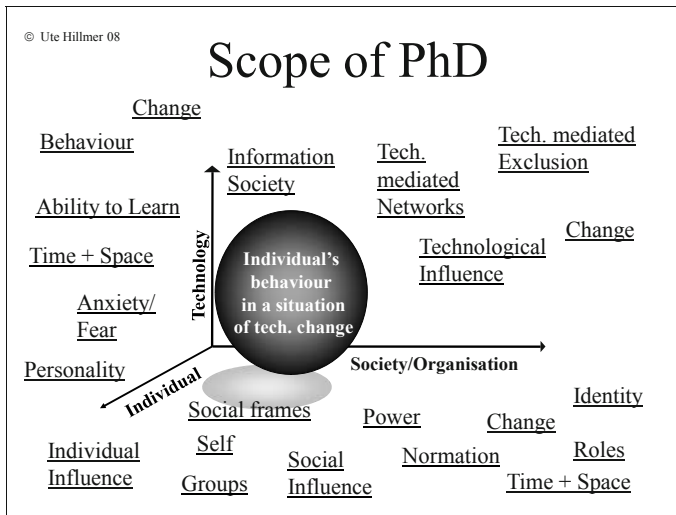 © Ute Hillmer 08
Scope of PhD
Change
Behaviour
Ability to Learn
Time + Space
Anxiety/
Fear
Personality
Information
Society
Tech.
mediated
Networks
Tech. mediated
Exclusion
Technological
Influence
Change
Technology
Individual's
behaviour
in a situation
of tech. change
Society/Organisation
Individual
Social frames
Individual
Influence
Self
Groups
Social
Influence
Power
Normation
Change
Identity
Roles
Time + Space